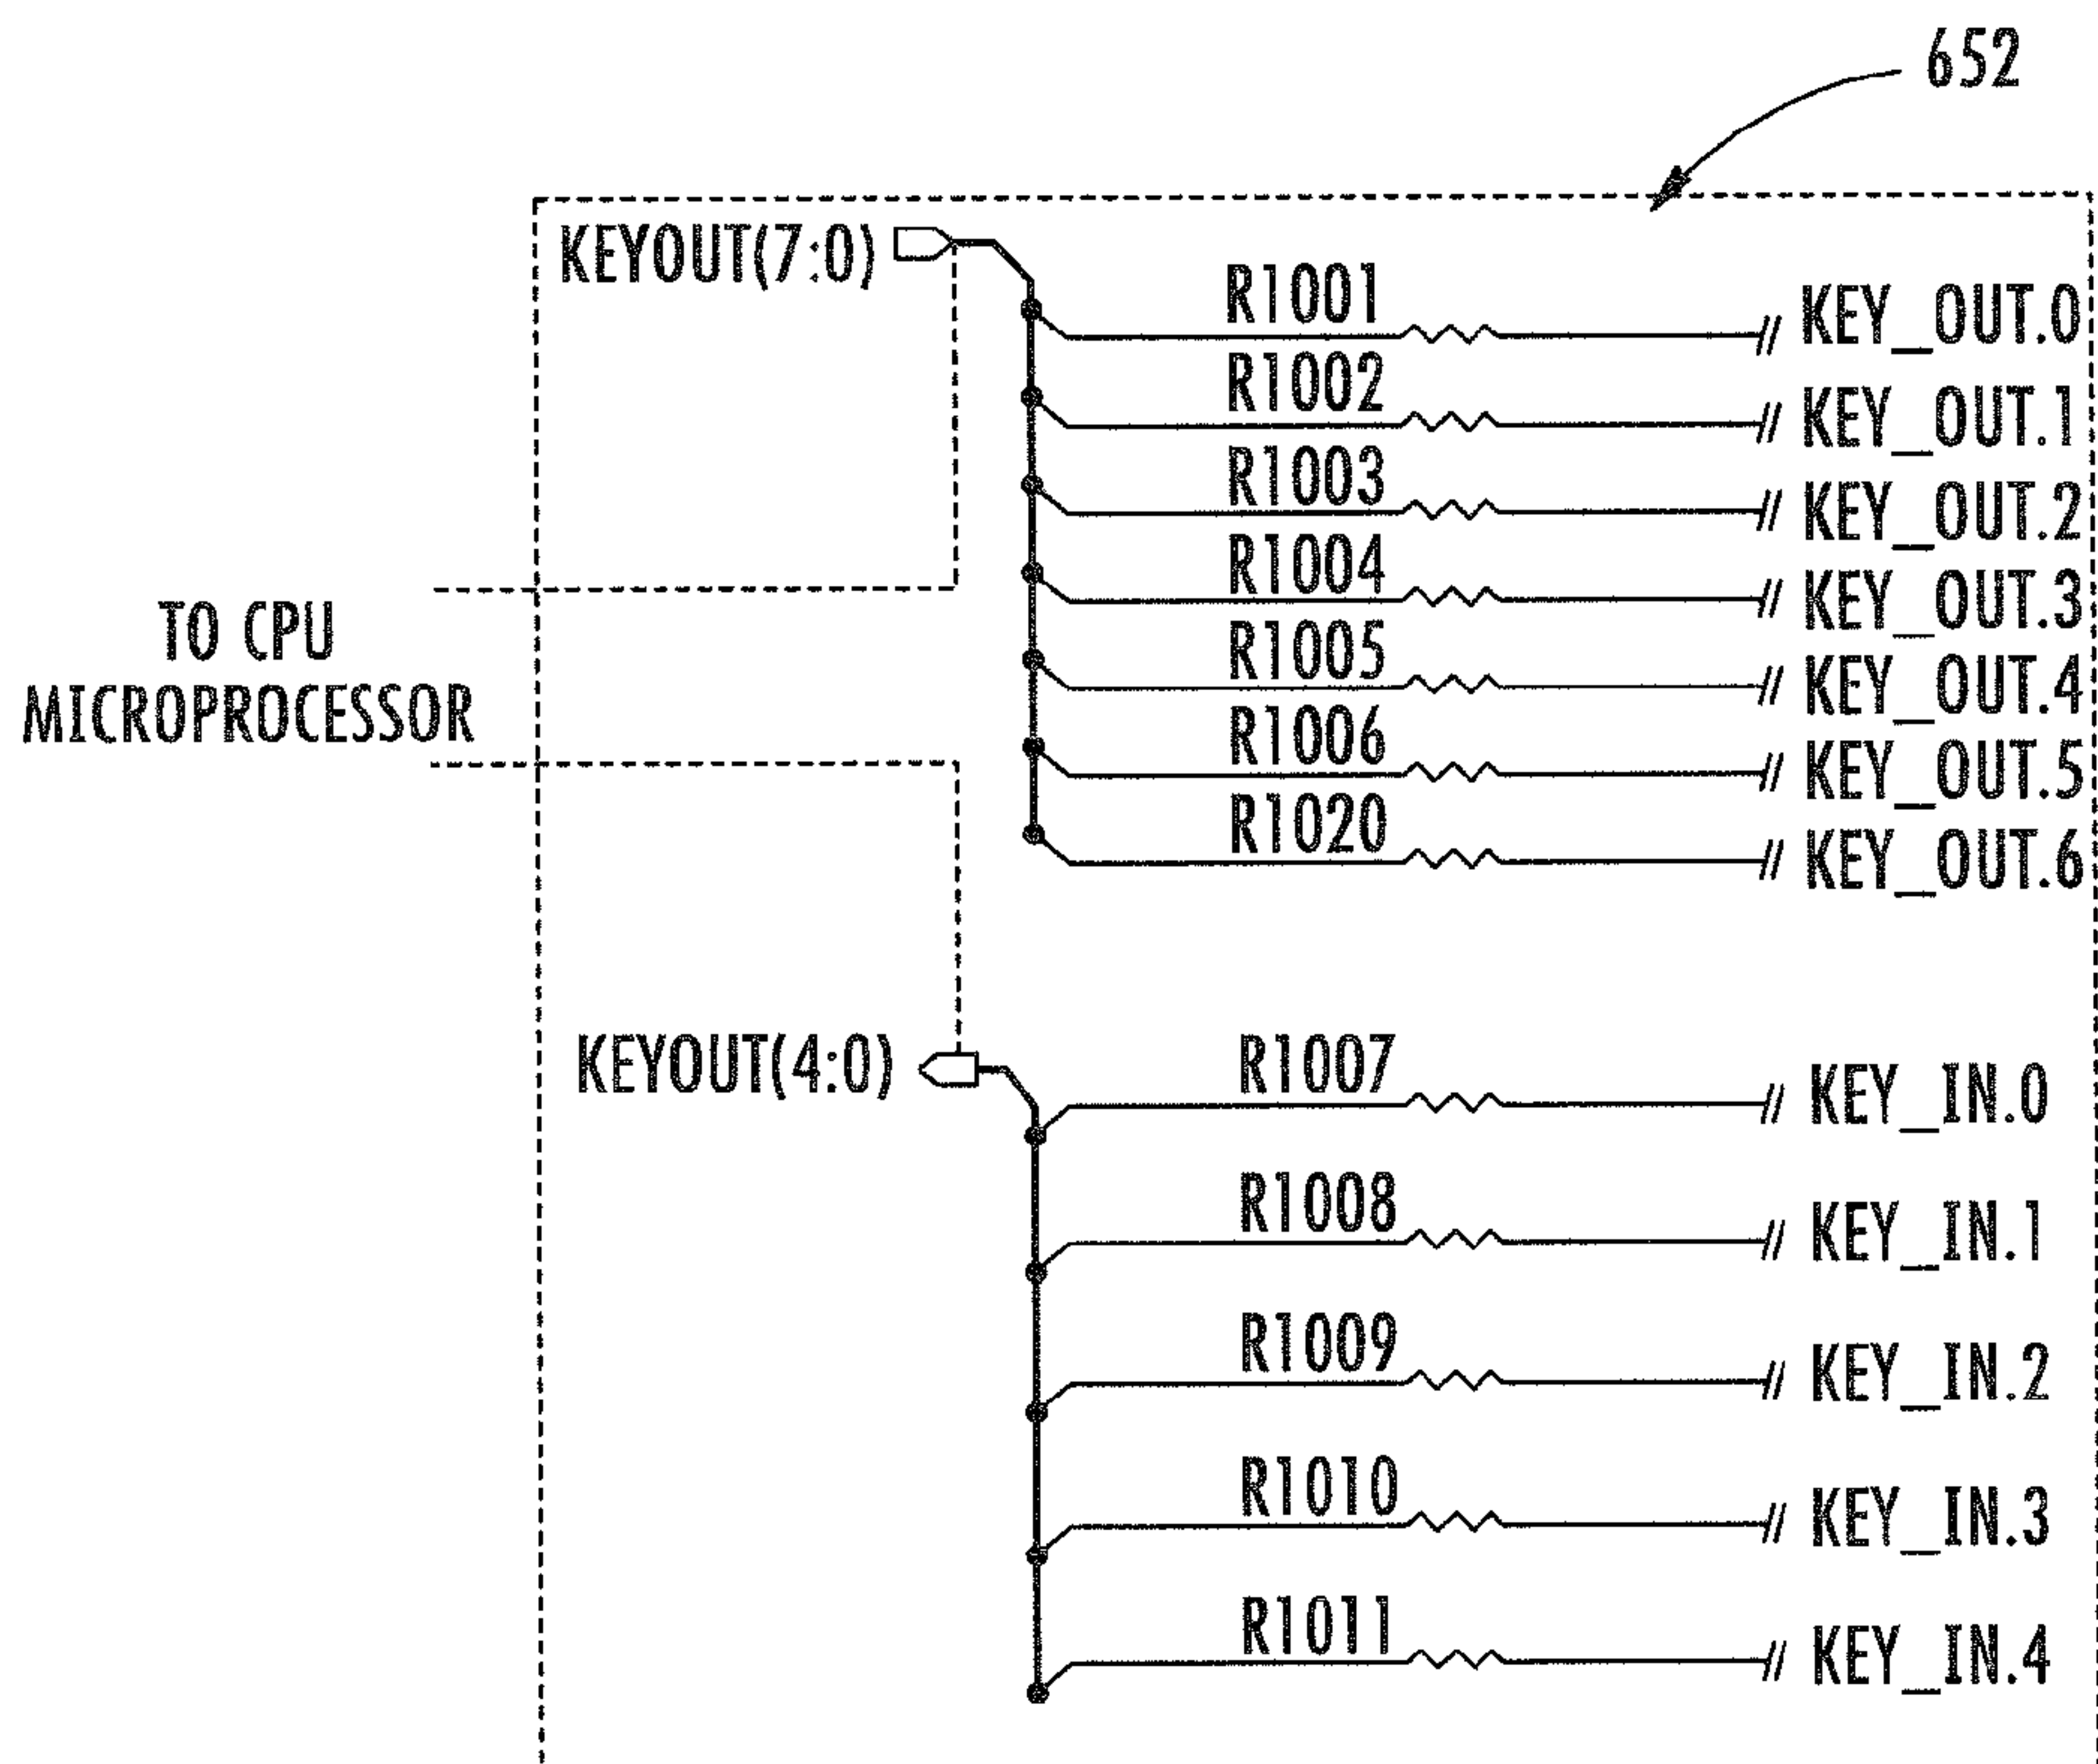 652
KEYOUT(7:0)
R1001 KEY_OUT.0
R1002 KEY_OUT.1
R1003 KEY_OUT.2
R1004 KEY_OUT.3
TO CPU
MICROPROCESSOR
R1005 KEY_OUT.4
R1006 KEY_OUT.5
R1020 KEY_OUT.6
KEYOUT(4:0)
R1007 KEY_IN.0
R1008 KEY_IN.1
R1009 KEY_IN.2
R1010 KEY_IN.3
R1011 KEY_IN.4